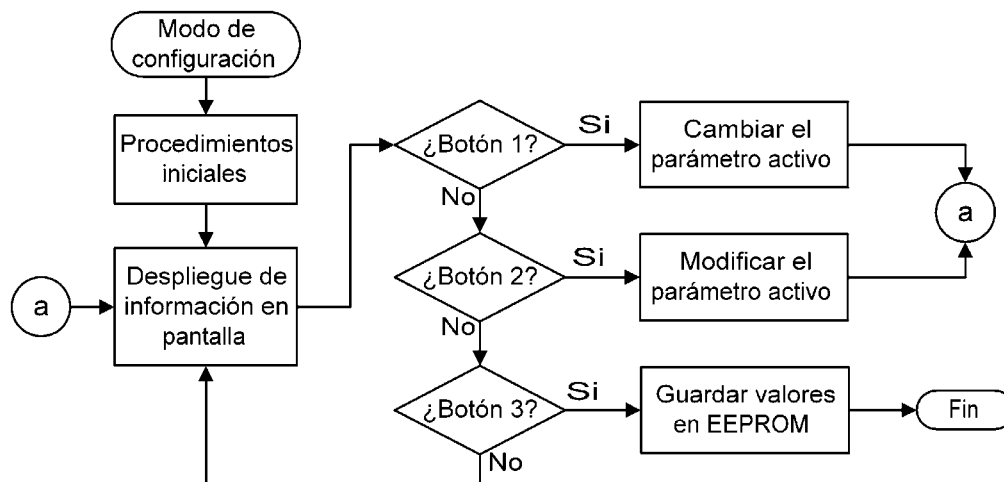 Modo de
configuración
Procedimientos
iniciales
a
Despliegue de
información en
pantalla
¿Botón 1?
Si
Cambiar el
parámetro activo
No
a
¿Botón 2?
Si
Modificar el
parámetro activo
No
¿Botón 3?
Si
Guardar valores
en EEPROM
Fin
No